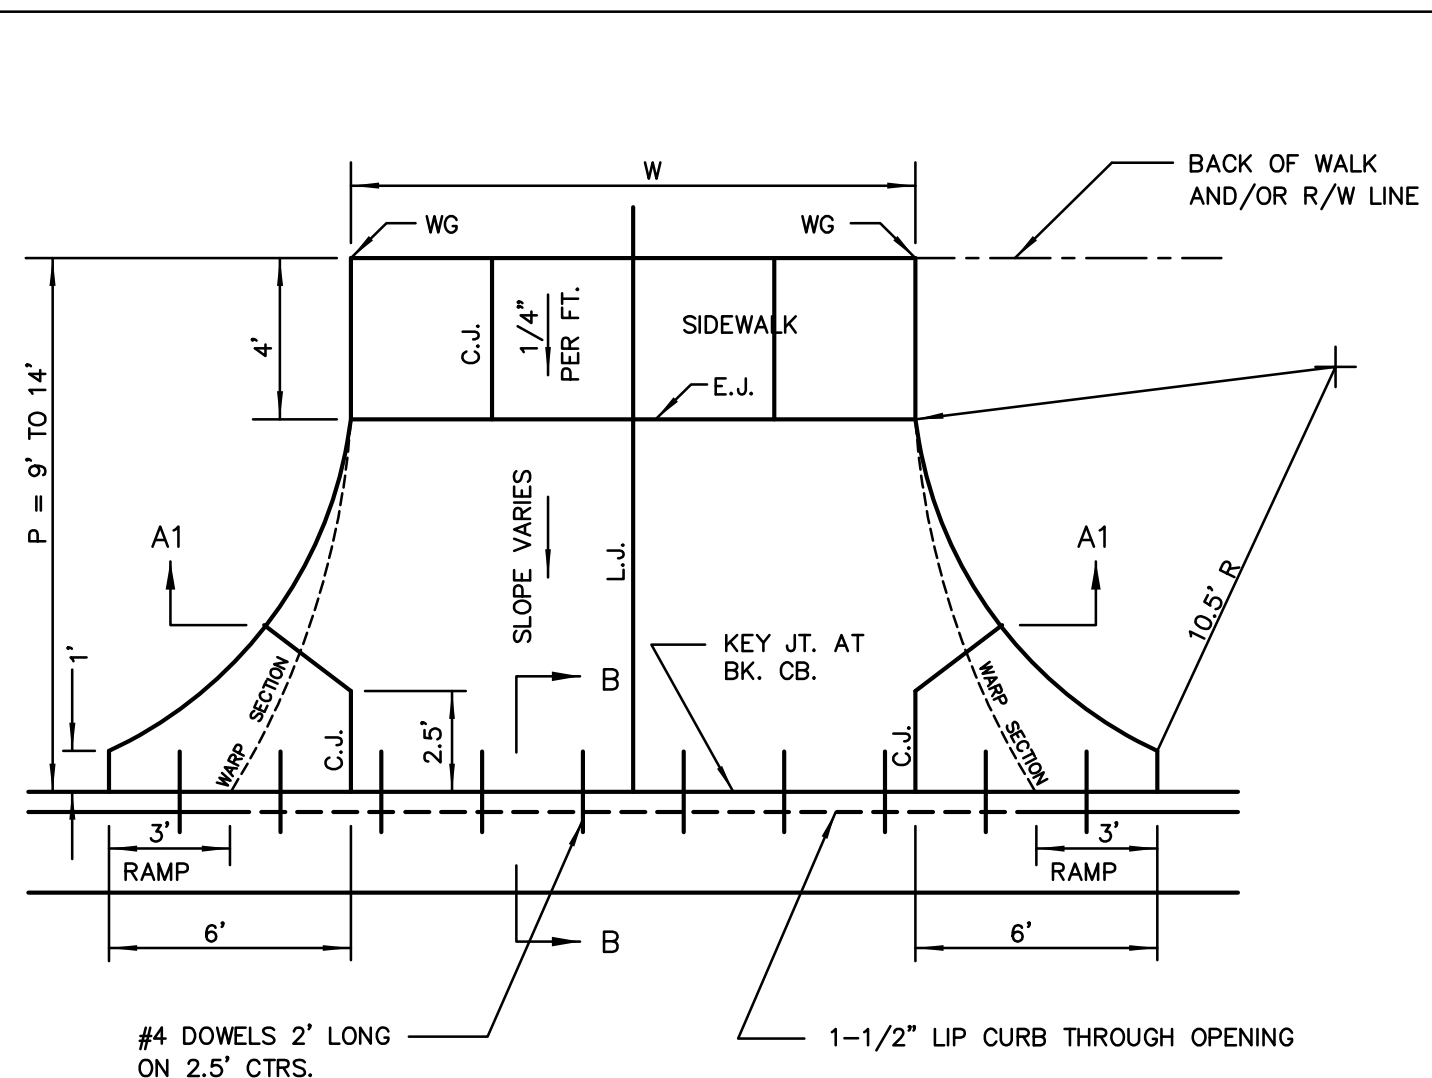 W
BACK OF WALK
AND/OR R/W LINE
WG
WG
4'
C.J.
1/4"
PER FT.
SIDEWALK
E.J.
P = 9' TO 14'
A1
A1
SLOPE VARIES
L.J.
10.5' R
KEY JT. AT
BK. CB.
1'
B
WARP SECTION
WARP SECTION
C.J.
2.5'
C.J.
3'
RAMP
3'
RAMP
6'
B
6'
#4 DOWELS 2' LONG
ON 2.5' CTRS.
1-1/2" LIP CURB THROUGH OPENING